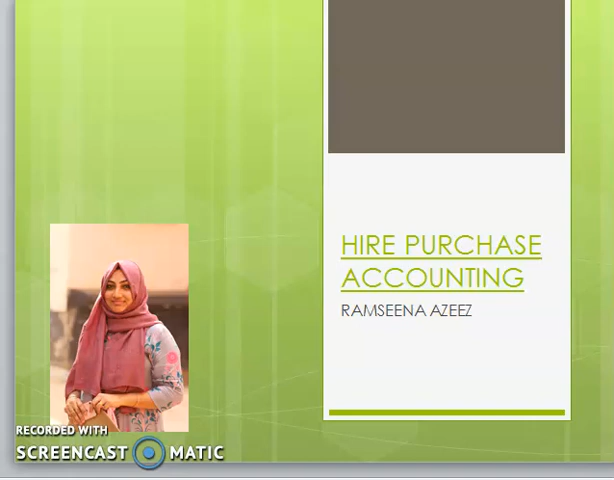 HIRE PURCHASE
ACCOUNTING
RAMSEENA AZEEZ
RECORDED WITH
SCREENCAST MATIC